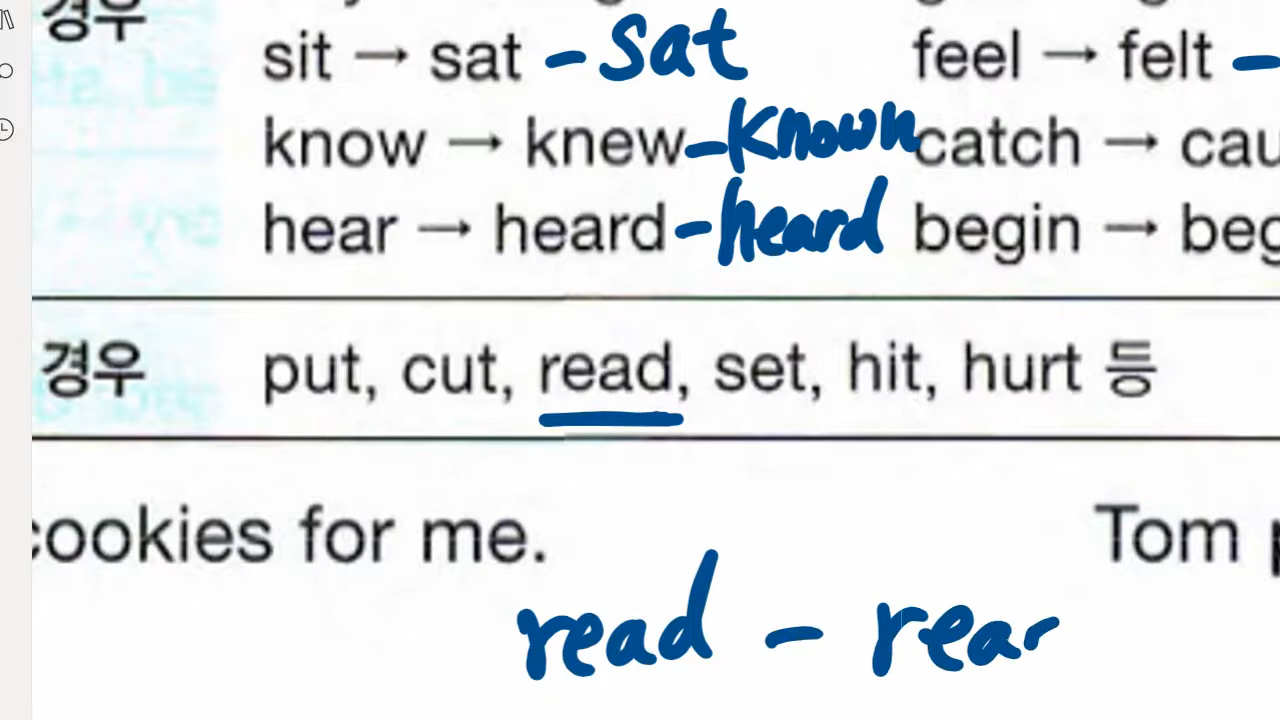 경우
sit → sat - sat feel → felt -
know → knew - known catch → cau
hear → heard - heard begin → beg
경우 put, cut, read, set, hit, hurt 등
cookies for me. Tom
read - rea